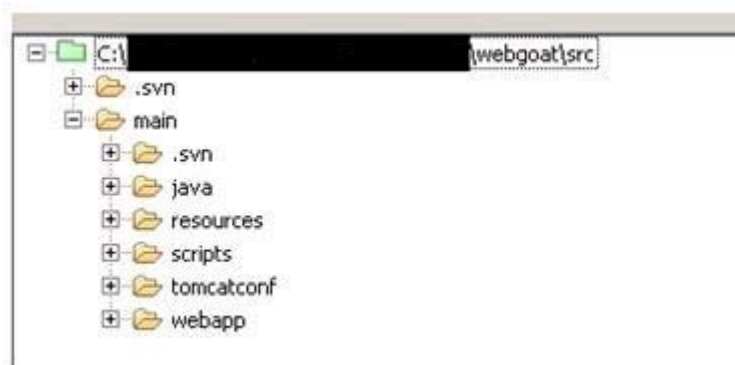 C:\ \webgoat\src
.svn
main
.svn
java
resources
scripts
tomcatconf
webapp